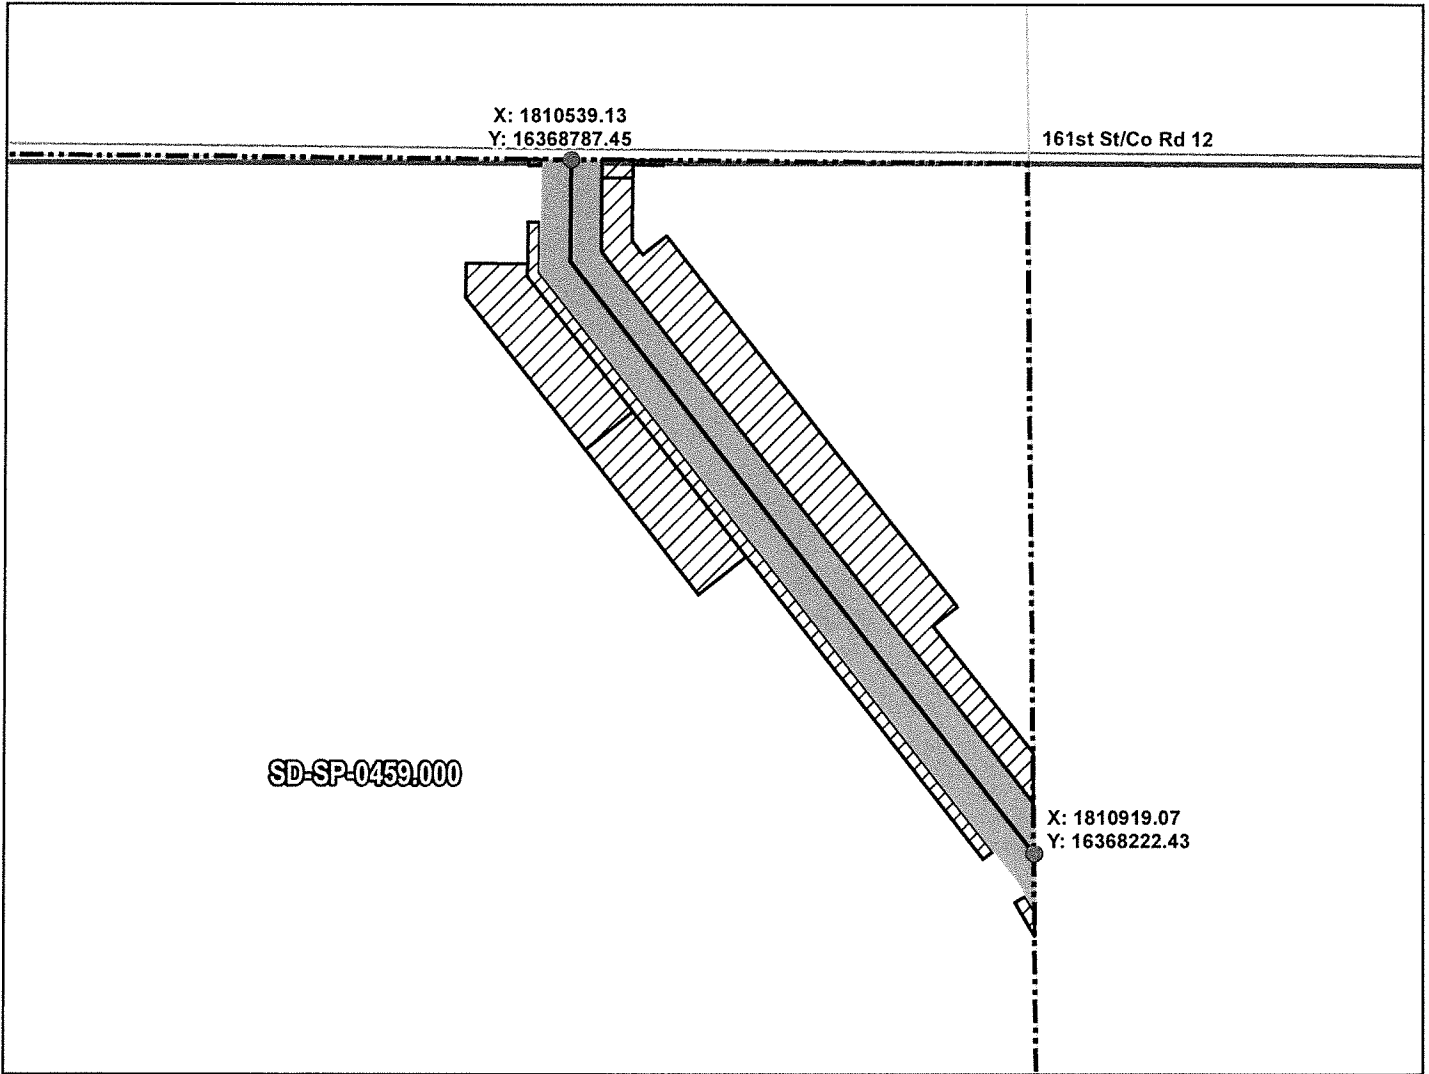 X: 1810539.13
Y: 16368787.45
161st St/Co Rd 12
SD-SP-0459.000
X: 1810919.07
Y: 16368222.43